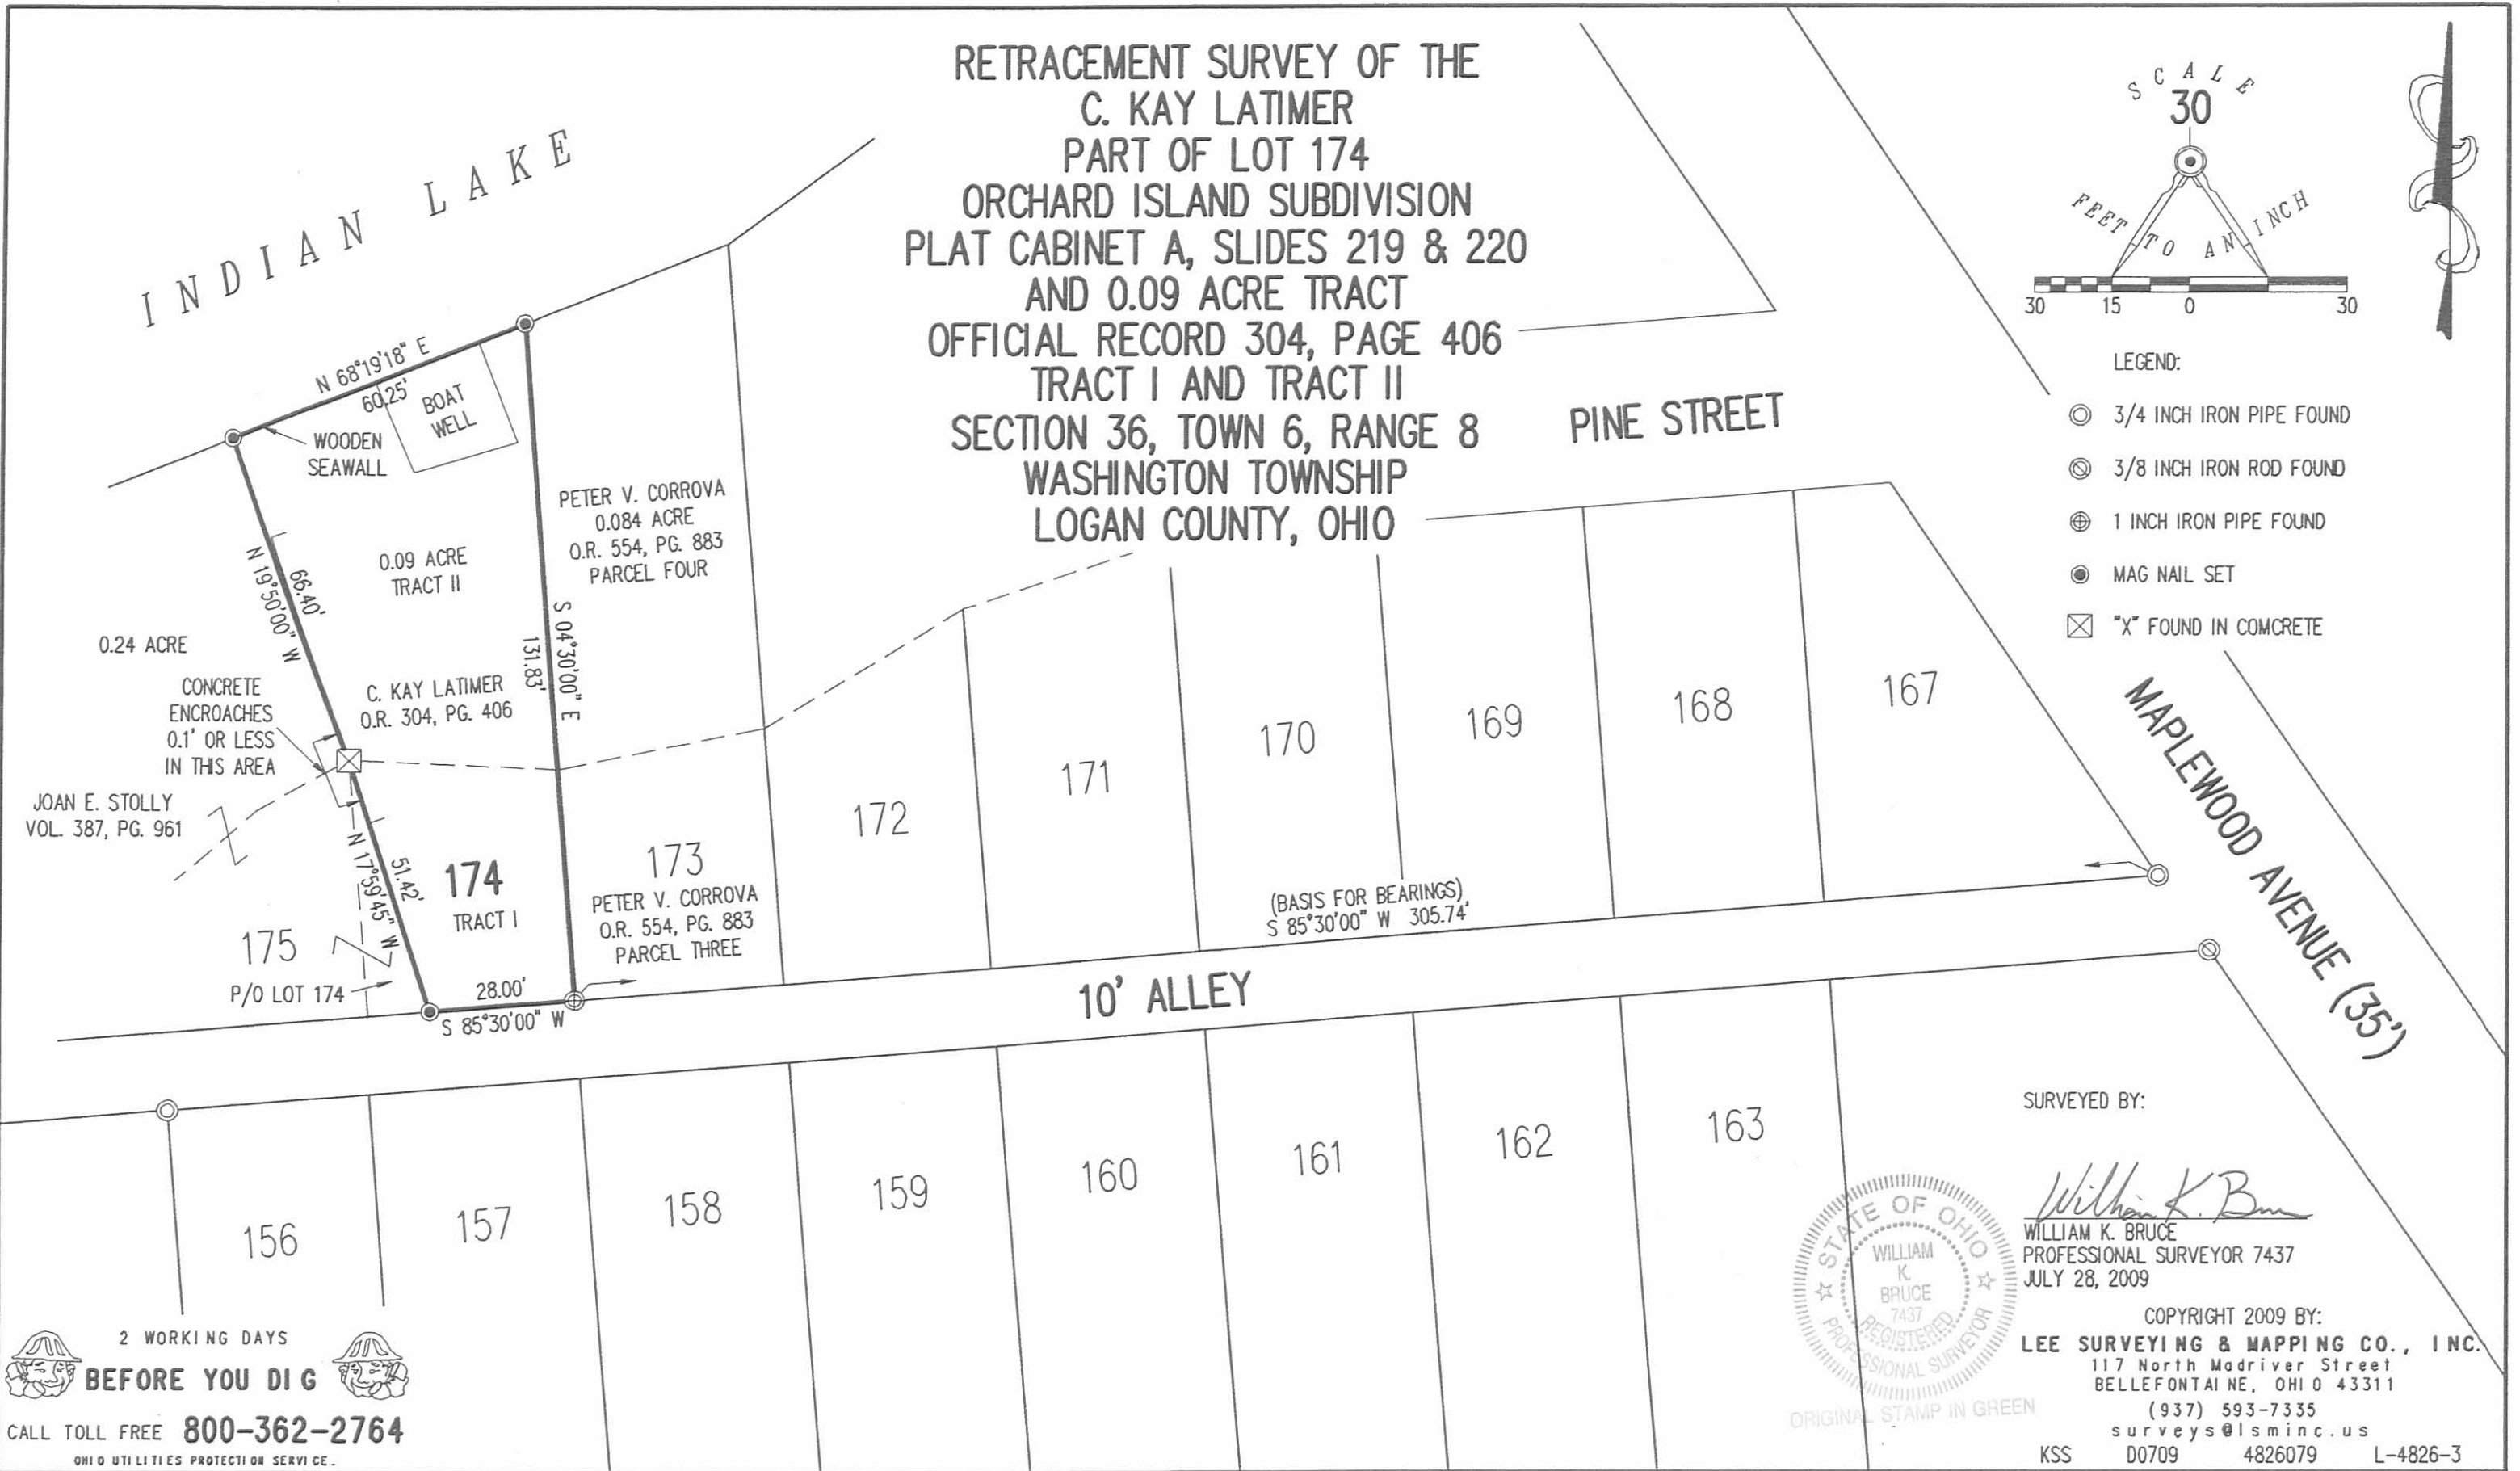 RETRACEMENT SURVEY OF THE
C. KAY LATIMER
PART OF LOT 174
ORCHARD ISLAND SUBDIVISION
PLAT CABINET A, SLIDES 219 & 220
AND 0.09 ACRE TRACT
OFFICIAL RECORD 304, PAGE 406
TRACT I AND TRACT II
SECTION 36, TOWN 6, RANGE 8
WASHINGTON TOWNSHIP
LOGAN COUNTY, OHIO
SCALE
30
FEET TO AN INCH
30 15 0 30
LEGEND:
3/4 INCH IRON PIPE FOUND
3/8 INCH IRON ROD FOUND
1 INCH IRON PIPE FOUND
MAG NAIL SET
"X" FOUND IN COMCRETE
INDIAN LAKE
N 68°19'18" E
60.25'
BOAT
WELL
WOODEN
SEAWALL
PETER V. CORROVA
0.084 ACRE
O.R. 554, PG. 883
PARCEL FOUR
N 19°50'00" W
66.40'
0.09 ACRE
TRACT II
S 04°30'00" E
131.83'
0.24 ACRE
C. KAY LATIMER
O.R. 304, PG. 406
CONCRETE
ENCROACHES
0.1' OR LESS
IN THIS AREA
JOAN E. STOLLY
VOL. 387, PG. 961
N 17°59'45" W
51.42'
174
TRACT I
175
P/O LOT 174
28.00'
S 85°30'00" W
173
PETER V. CORROVA
O.R. 554, PG. 883
PARCEL THREE
172
171
170
169
168
167
PINE STREET
MAPLEWOOD AVENUE (35')
(BASIS FOR BEARINGS)
S 85°30'00" W 305.74'
10' ALLEY
156
157
158
159
160
161
162
163
2 WORKING DAYS
BEFORE YOU DIG
CALL TOLL FREE 800-362-2764
OHIO UTILITIES PROTECTION SERVICE.
STATE OF OHIO
WILLIAM
K.
BRUCE
7437
REGISTERED
PROFESSIONAL SURVEYOR
ORIGINAL STAMP IN GREEN
SURVEYED BY:
William K. Bruce
WILLIAM K. BRUCE
PROFESSIONAL SURVEYOR 7437
JULY 28, 2009
COPYRIGHT 2009 BY:
LEE SURVEYING & MAPPING CO., INC.
117 North Madriver Street
BELLEFONTAINE, OHIO 43311
(937) 593-7335
surveys@lsminc.us
KSS D0709 4826079 L-4826-3